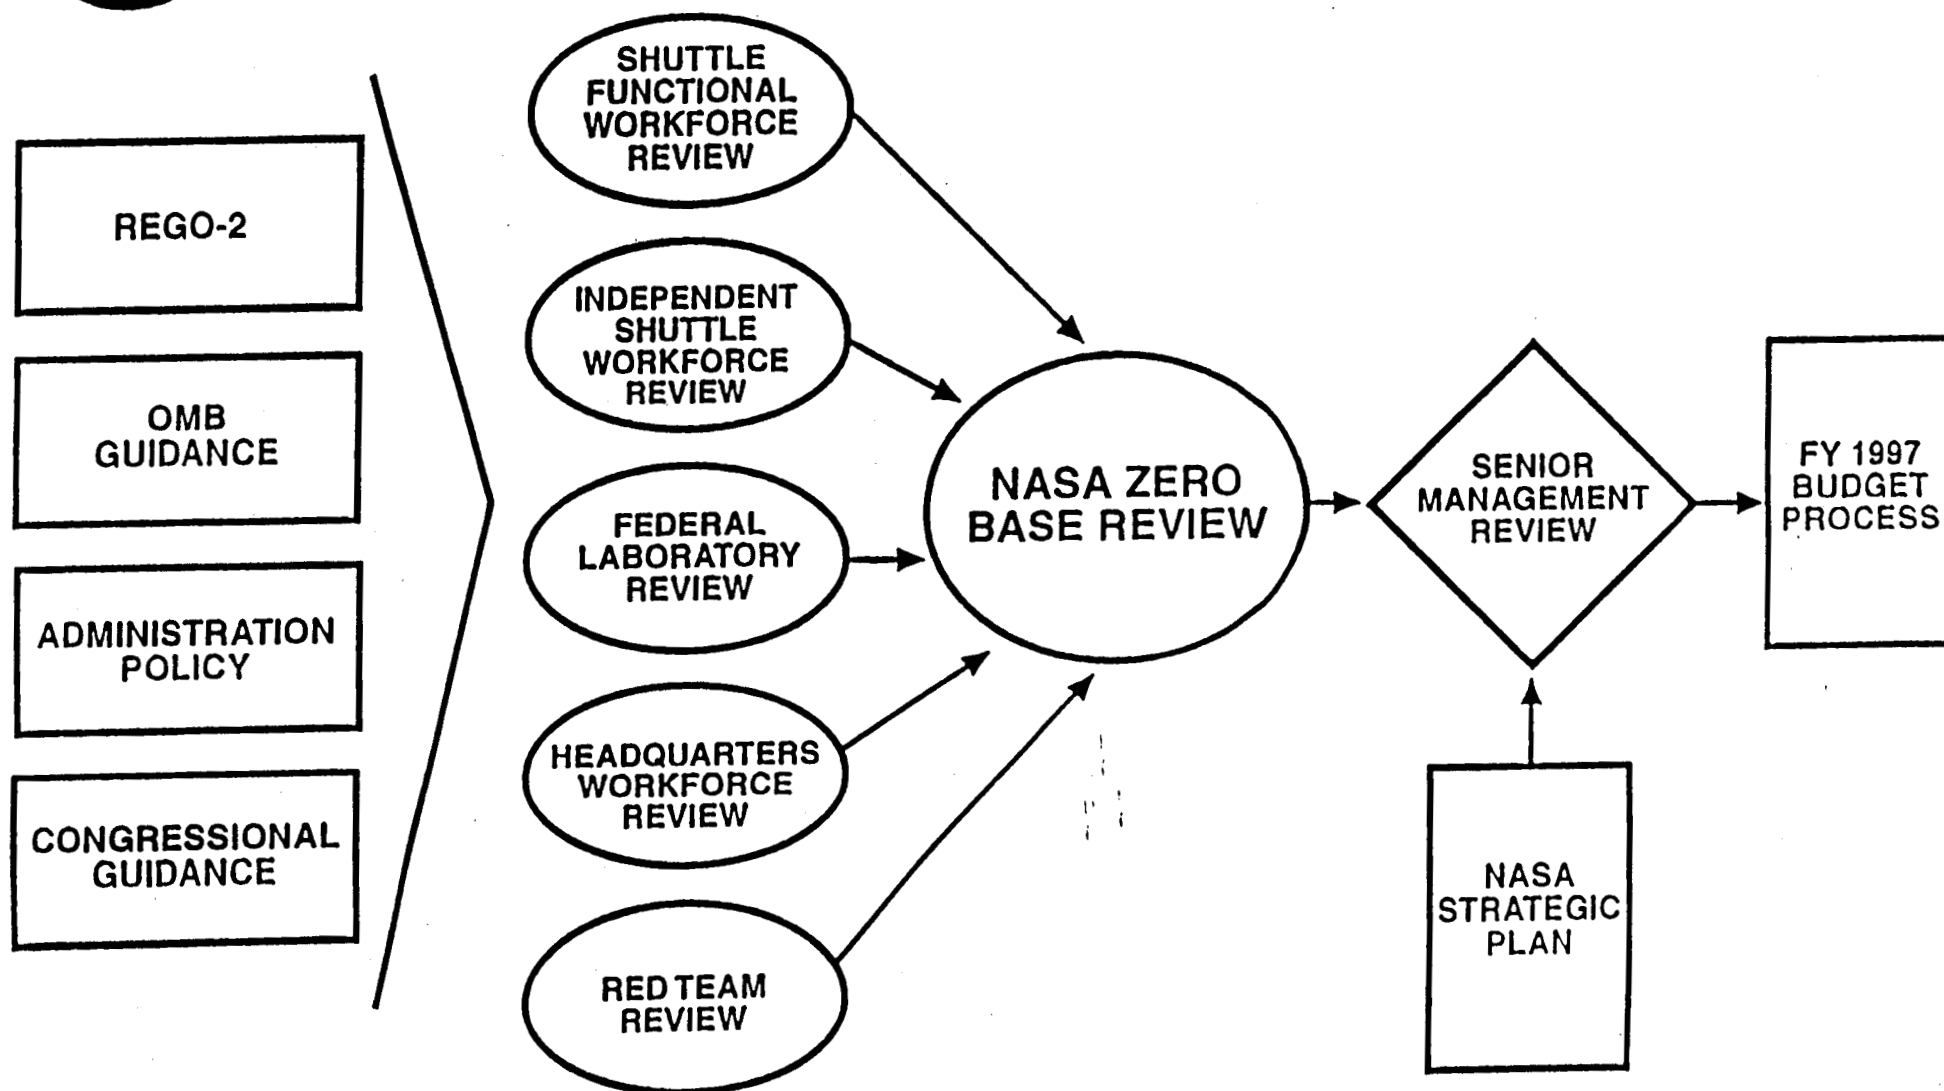 REGO-2
OMB
GUIDANCE
ADMINISTRATION
POLICY
CONGRESSIONAL
GUIDANCE
SHUTTLE
FUNCTIONAL
WORKFORCE
REVIEW
INDEPENDENT
SHUTTLE
WORKFORCE
REVIEW
FEDERAL
LABORATORY
REVIEW
HEADQUARTERS
WORKFORCE
REVIEW
RED TEAM
REVIEW
NASA ZERO
BASE REVIEW
SENIOR
MANAGEMENT
REVIEW
NASA
STRATEGIC
PLAN
FY 1997
BUDGET
PROCESS